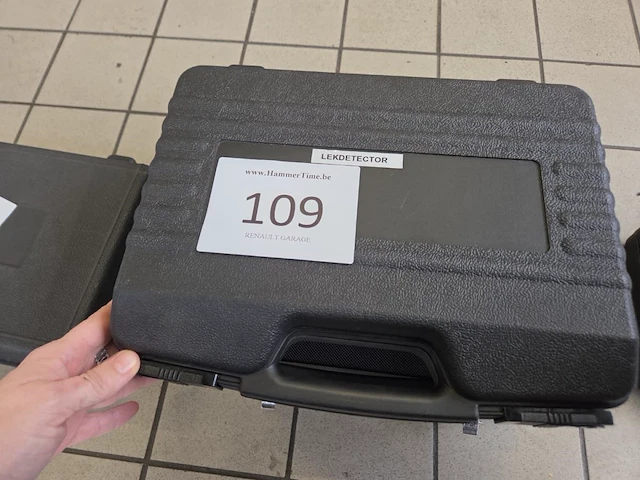 LEKDETECTOR
www.HammerTime.be
109
RENAULT GARAGE